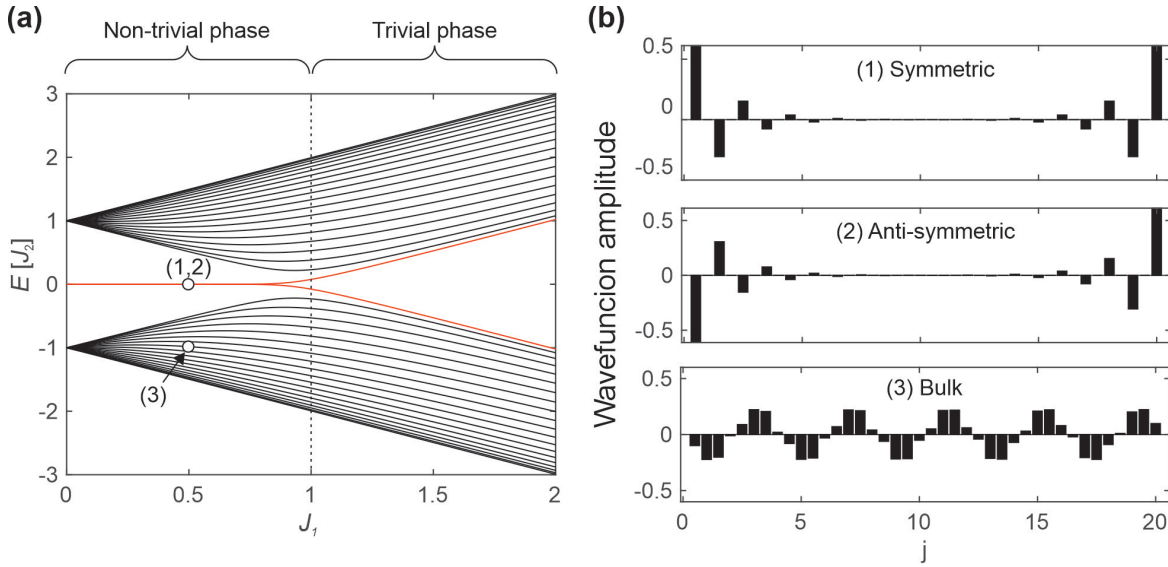 (a)
Non-trivial phase
Trivial phase
3
2
1
0
-1
-2
-3
E [J2]
(1,2)
(3)
0
0.5
1
1.5
2
J1
(b)
Wavefuncion amplitude
0.5
0
-0.5
(1) Symmetric
0.5
0
-0.5
(2) Anti-symmetric
0.5
0
-0.5
(3) Bulk
0
5
10
15
20
j